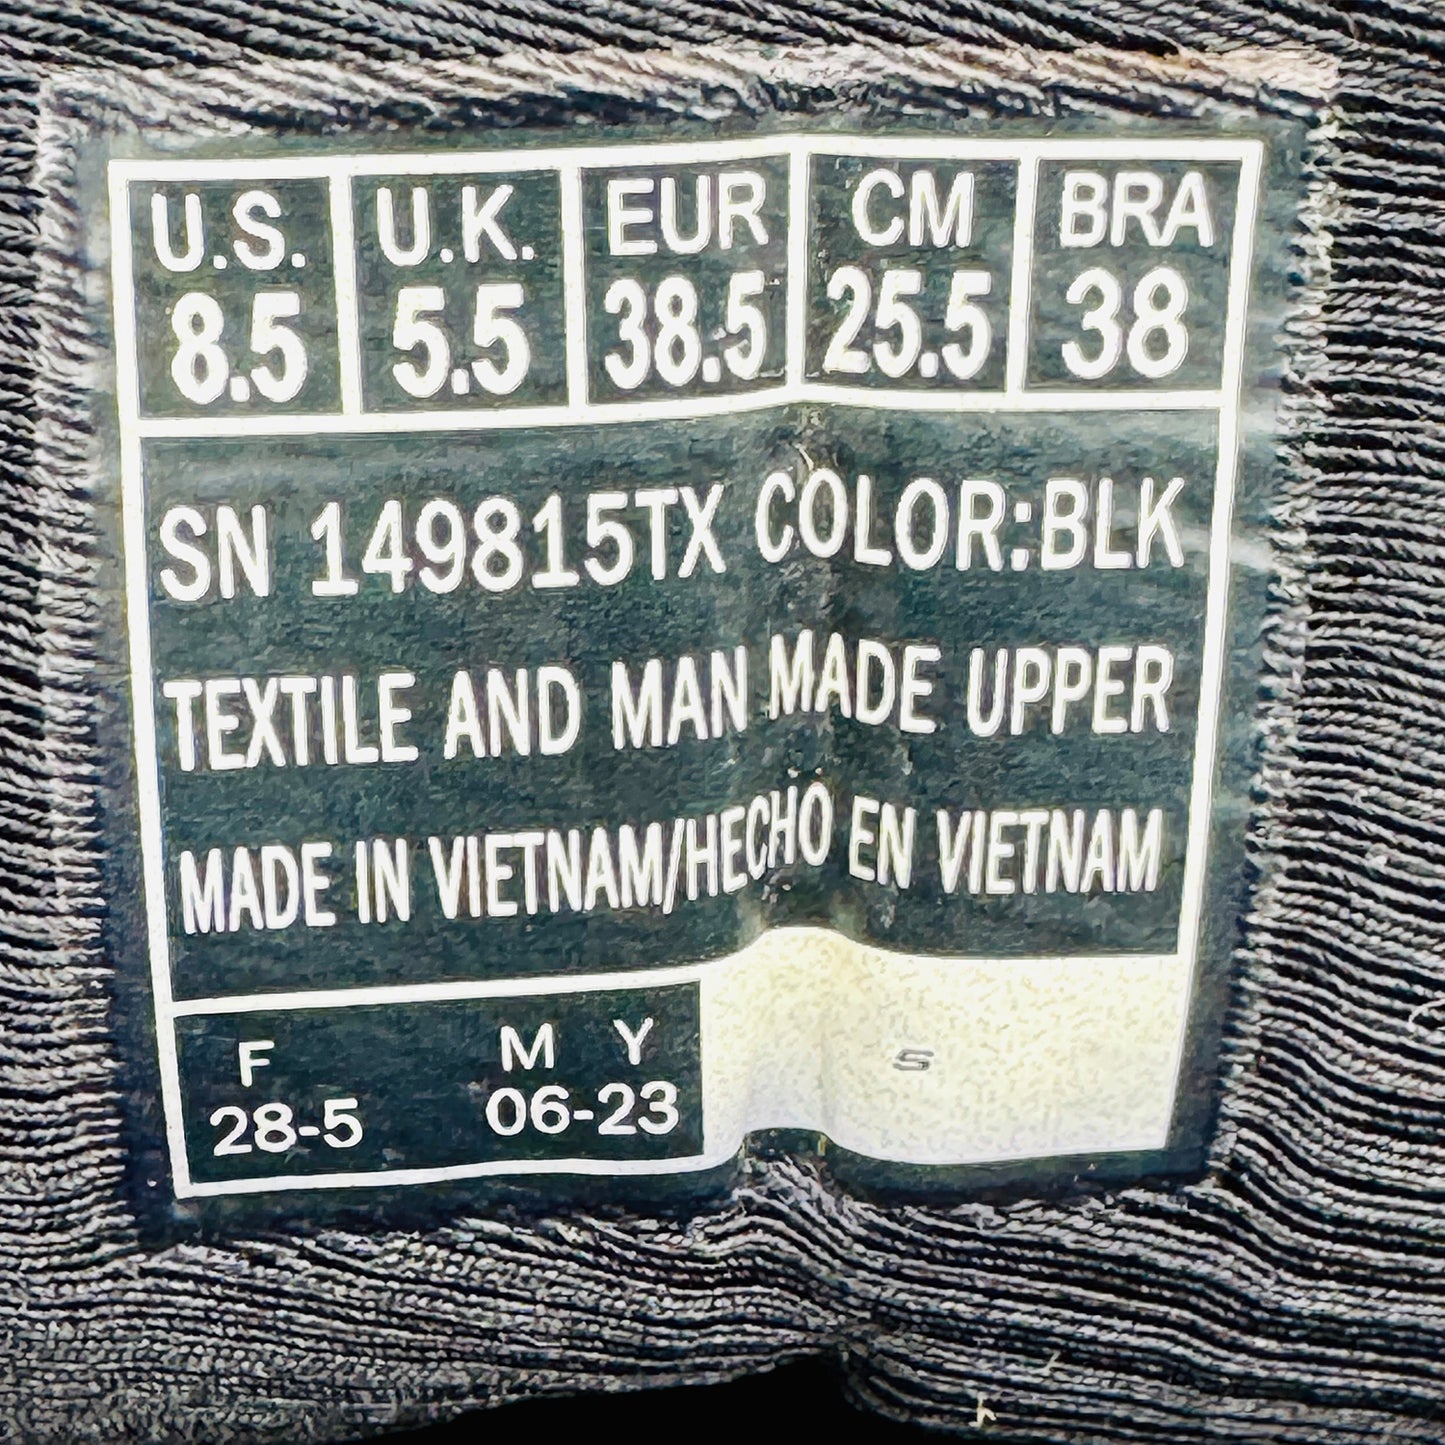 U.S. U.K. EUR CM BRA
8.5 5.5 38.5 25.5 38
SN 149815TX COLOR:BLK
TEXTILE AND MAN MADE UPPER
MADE IN VIETNAM/HECHO EN VIETNAM
F M Y
28-5 06-23
S